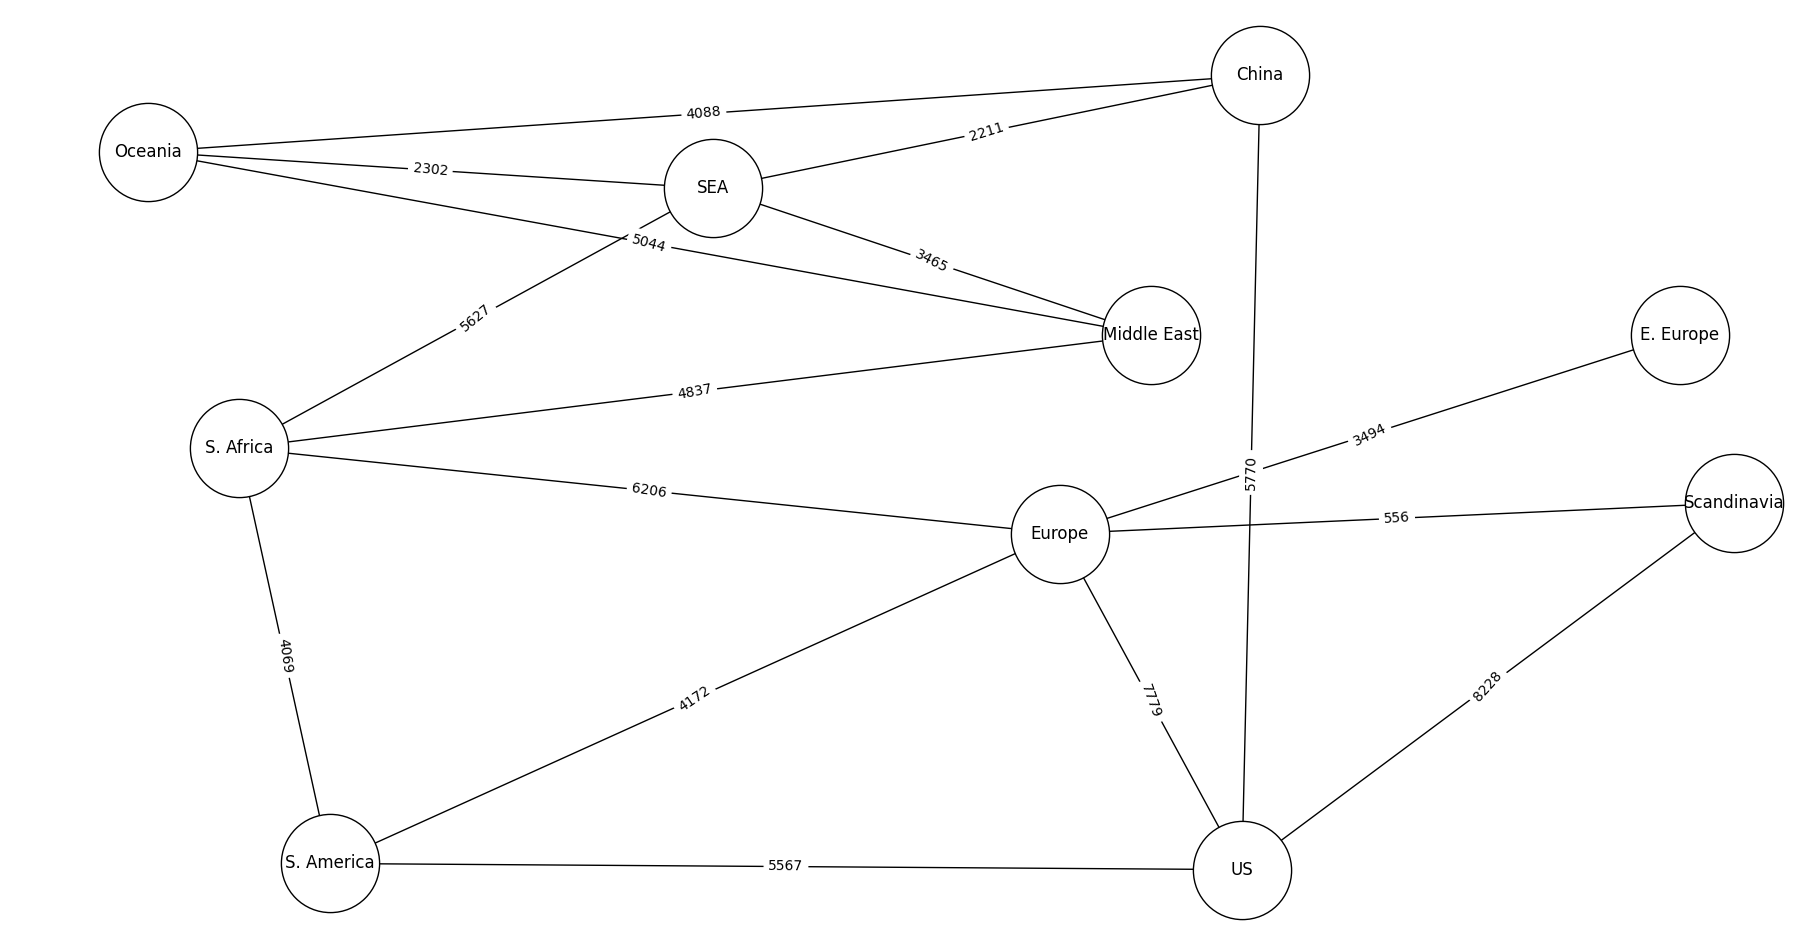 China
4088
2211
Oceania
2302
SEA
5044
3465
5627
Middle East
E. Europe
4837
3494
S. Africa
5770
6206
Scandinavia
556
Europe
4069
4172
7779
8228
S. America
5567
US